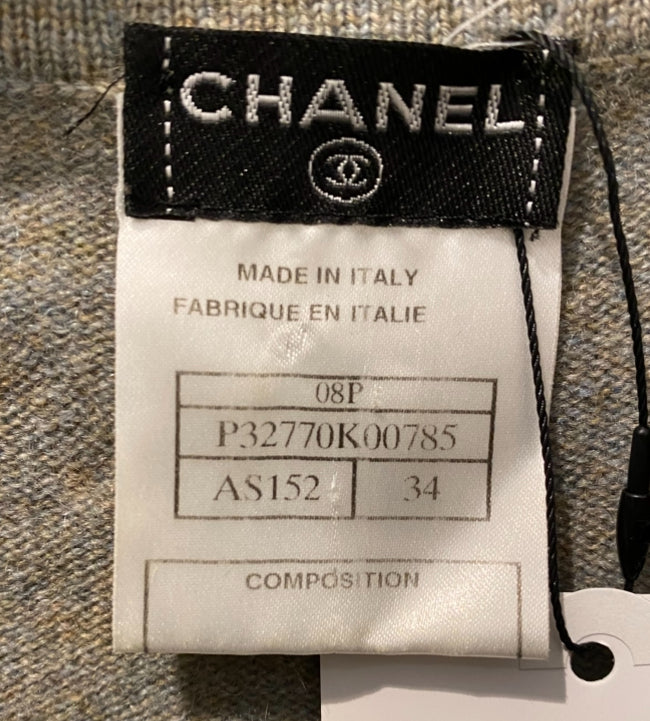 CHANEL
MADE IN ITALY
FABRIQUE EN ITALIE
08P
P32770K00785
AS152 34
COMPOSITION